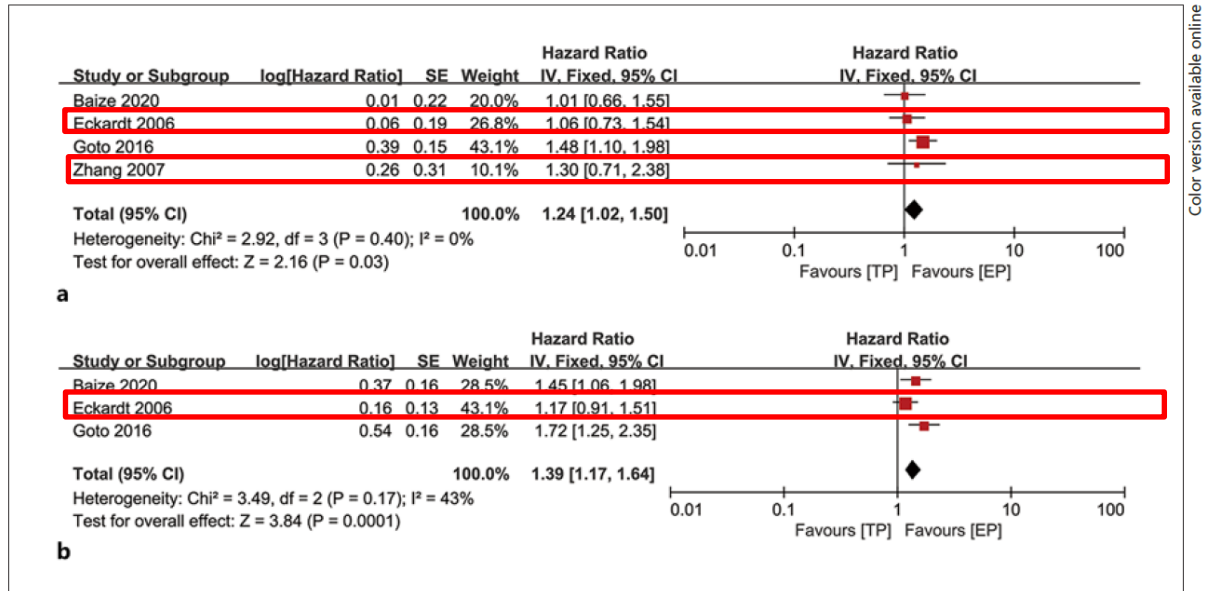 Color version available online
Hazard Ratio Hazard Ratio
Study or Subgroup log[Hazard Ratio] SE Weight IV, Fixed, 95% CI IV, Fixed, 95% CI
Baize 2020 0.01 0.22 20.0% 1.01 [0.66, 1.55]
Eckardt 2006 0.06 0.19 26.8% 1.06 [0.73, 1.54]
Goto 2016 0.39 0.15 43.1% 1.48 [1.10, 1.98]
Zhang 2007 0.26 0.31 10.1% 1.30 [0.71, 2.38]
Total (95% CI) 100.0% 1.24 [1.02, 1.50]
Heterogeneity: Chi² = 2.92, df = 3 (P = 0.40); I² = 0%
Test for overall effect: Z = 2.16 (P = 0.03)
0.01 0.1 1 10 100
Favours [TP] Favours [EP]
a
Hazard Ratio Hazard Ratio
Study or Subgroup log[Hazard Ratio] SE Weight IV, Fixed, 95% CI IV, Fixed, 95% CI
Baize 2020 0.37 0.16 28.5% 1.45 [1.06, 1.98]
Eckardt 2006 0.16 0.13 43.1% 1.17 [0.91, 1.51]
Goto 2016 0.54 0.16 28.5% 1.72 [1.25, 2.35]
Total (95% CI) 100.0% 1.39 [1.17, 1.64]
Heterogeneity: Chi² = 3.49, df = 2 (P = 0.17); I² = 43%
Test for overall effect: Z = 3.84 (P = 0.0001)
0.01 0.1 1 10 100
Favours [TP] Favours [EP]
b